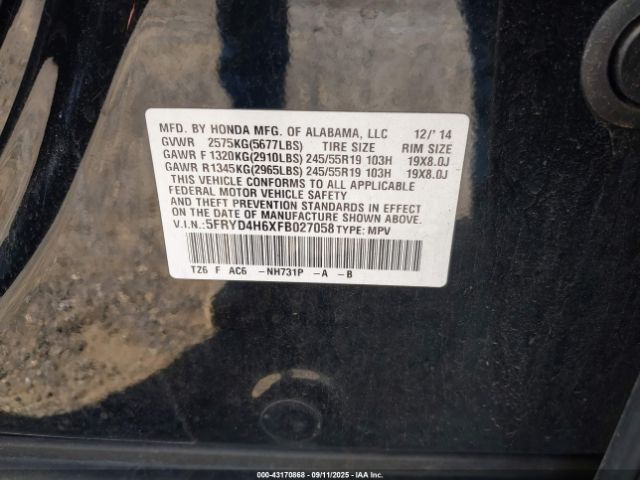 MFD. BY HONDA MFG. OF ALABAMA, LLC 12/'14
GVWR 2575KG(5677LBS) TIRE SIZE RIM SIZE
GAWR F 1320KG(2910LBS) 245/55R19 103H 19X8.0J
GAWR R1345KG(2965LBS) 245/55R19 103H 19X8.0J
THIS VEHICLE CONFORMS TO ALL APPLICABLE
FEDERAL MOTOR VEHICLE SAFETY
AND THEFT PREVENTION STANDARDS IN EFFECT
ON THE DATE OF MANUFACTURE SHOWN ABOVE.
V.I.N.:5FRYD4H6XFB027058 TYPE: MPV
TZ6 F AC6 -NH731P -A -B
43170868 - 09/11/2025 - Copyright IAA, LLC